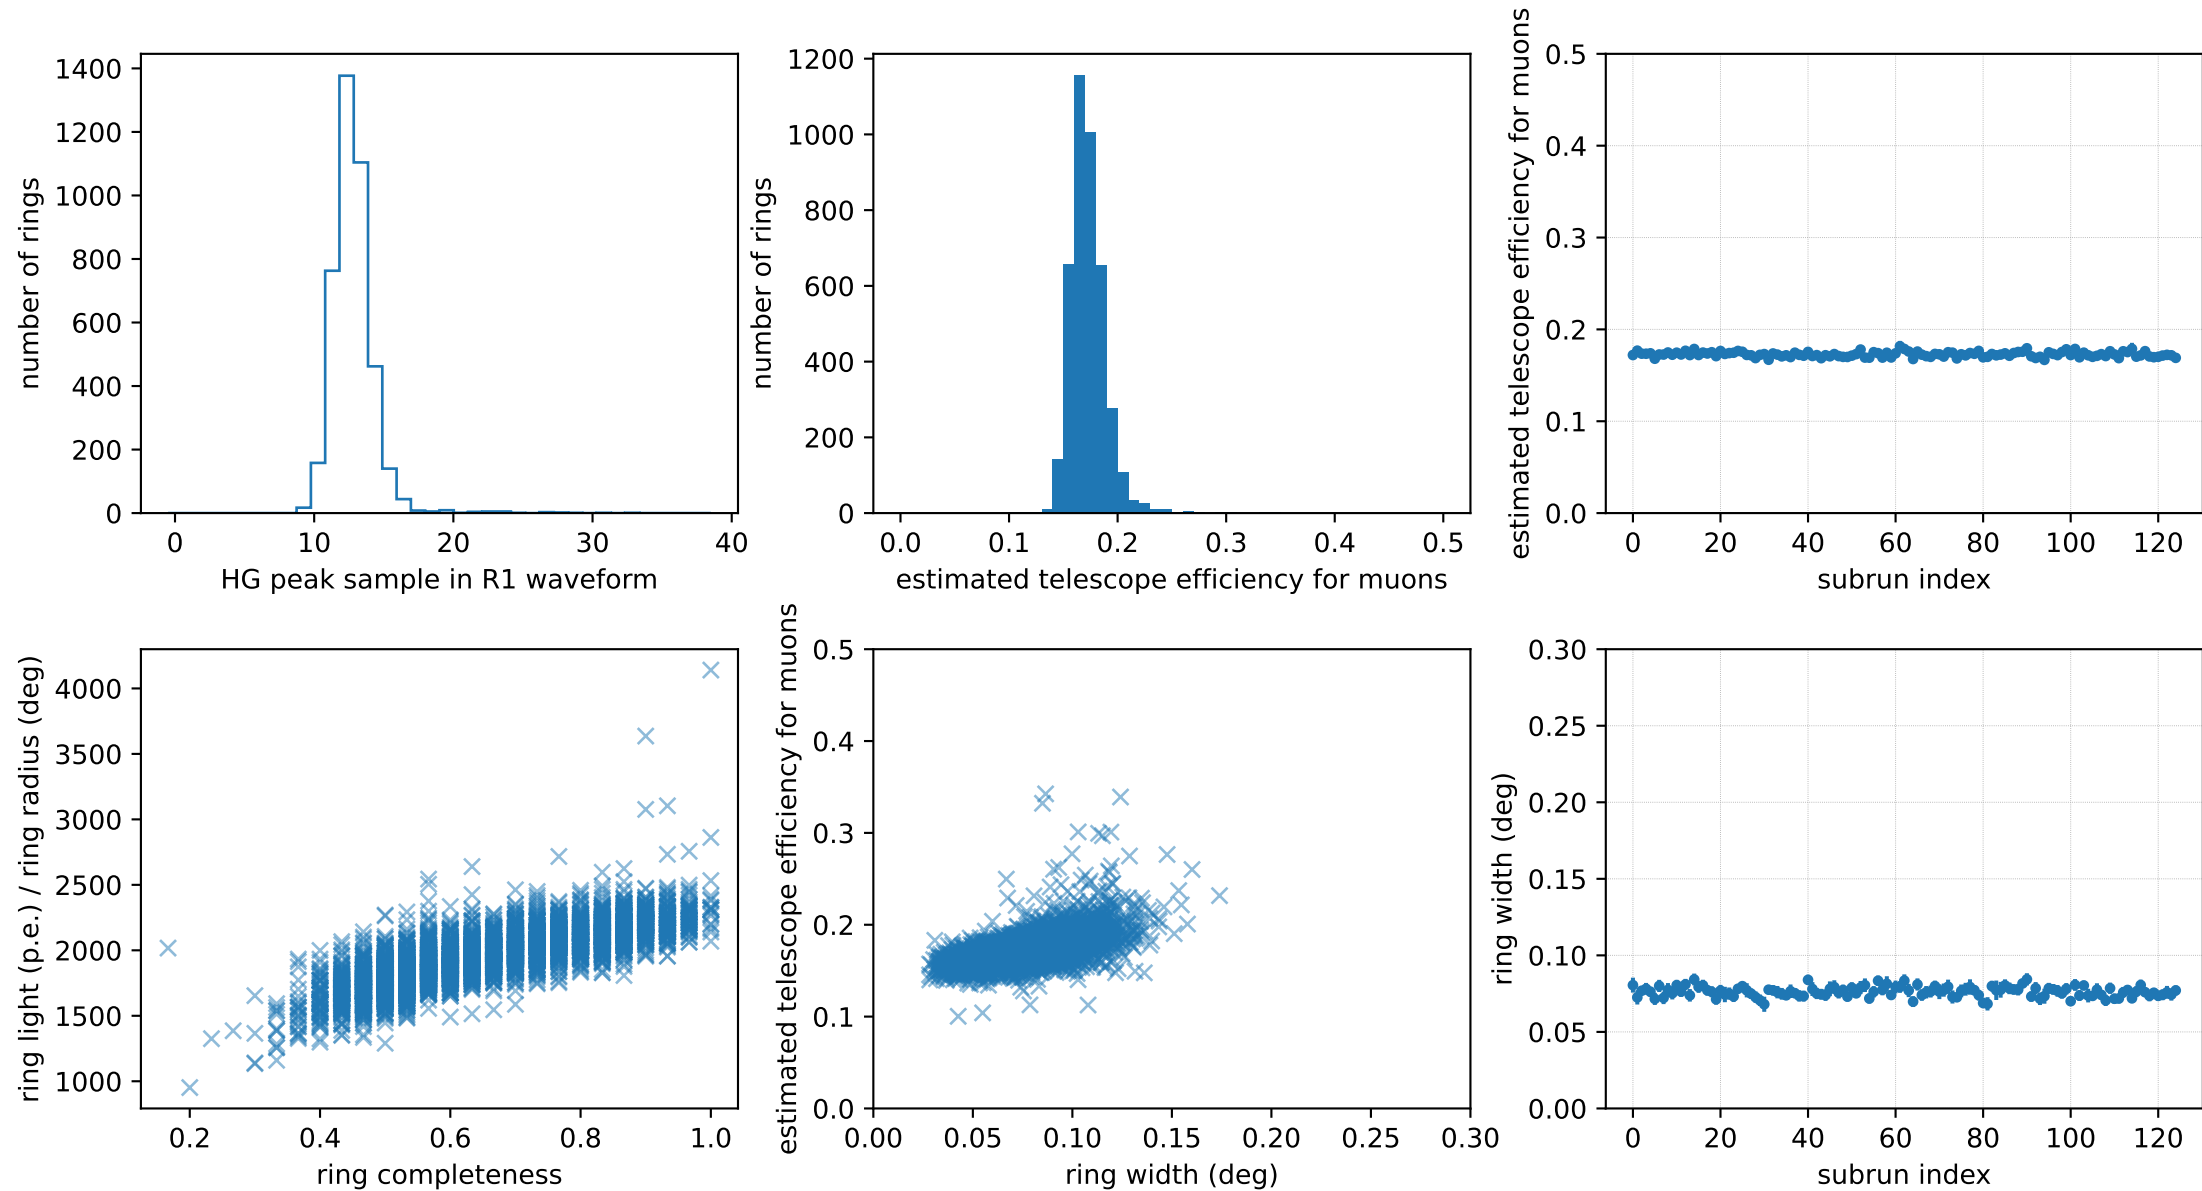 number of rings
1400
1200
1000
800
600
400
200
0
0 10 20 30 40
HG peak sample in R1 waveform
number of rings
1200
1000
800
600
400
200
0
0.0 0.1 0.2 0.3 0.4 0.5
estimated telescope efficiency for muons
estimated telescope efficiency for muons
0.5
0.4
0.3
0.2
0.1
0.0
0 20 40 60 80 100 120
subrun index
ring light (p.e.) / ring radius (deg)
4000
3500
3000
2500
2000
1500
1000
0.2 0.4 0.6 0.8 1.0
ring completeness
estimated telescope efficiency for muons
0.5
0.4
0.3
0.2
0.1
0.0
0.00 0.05 0.10 0.15 0.20 0.25 0.30
ring width (deg)
ring width (deg)
0.30
0.25
0.20
0.15
0.10
0.05
0.00
0 20 40 60 80 100 120
subrun index